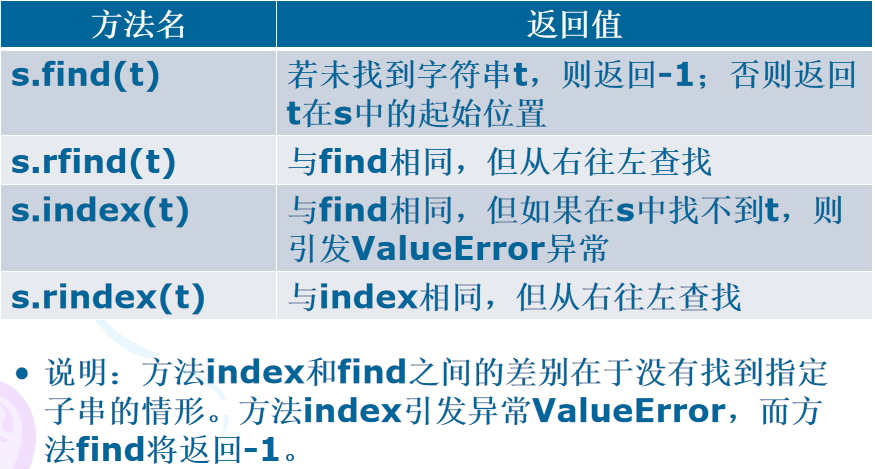 方法名 返回值
s.find(t) 若未找到字符串t，则返回-1；否则返回
t在s中的起始位置
s.rfind(t) 与find相同，但从右往左查找
s.index(t) 与find相同，但如果在s中找不到t，则
引发ValueError异常
s.rindex(t) 与index相同，但从右往左查找
• 说明：方法index和find之间的差别在于没有找到指定
子串的情形。方法index引发异常ValueError，而方
法find将返回-1。